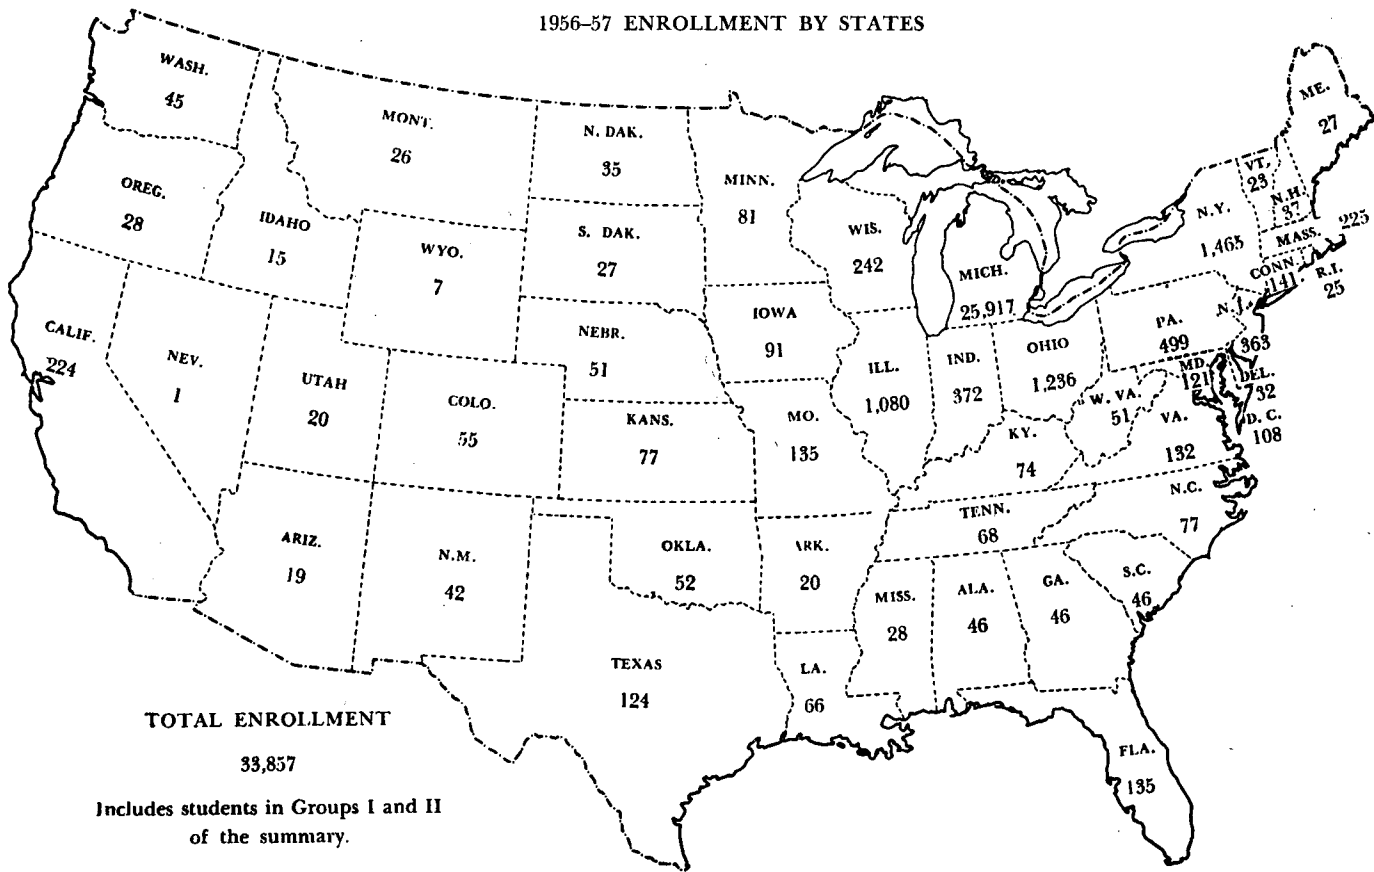 1956–57 ENROLLMENT BY STATES
WASH.
45
MONT.
26
N. DAK.
35
MINN.
81
OREG.
28
IDAHO
15
WYO.
7
S. DAK.
27
WIS.
242
MICH.
25,917
ME.
27
VT.
23
N.H.
37
N.Y.
1,465
MASS.
225
CONN.
141
R.I.
25
CALIF.
224
NEV.
1
UTAH
20
COLO.
55
NEBR.
51
IOWA
91
ILL.
1,080
IND.
372
OHIO
1,236
PA.
499
N.J.
363
MD.
121
DEL.
32
D. C.
108
W. VA.
51
VA.
132
KANS.
77
MO.
135
KY.
74
N.C.
77
TENN.
68
ARIZ.
19
N.M.
42
OKLA.
52
ARK.
20
MISS.
28
ALA.
46
GA.
46
S.C.
46
TEXAS
124
LA.
66
FLA.
135
TOTAL ENROLLMENT
33,857
Includes students in Groups I and II
of the summary.